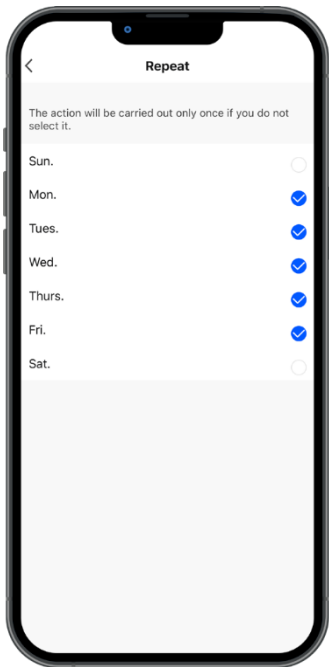 Repeat
The action will be carried out only once if you do not
select it.
Sun.
Mon.
Tues.
Wed.
Thurs.
Fri.
Sat.